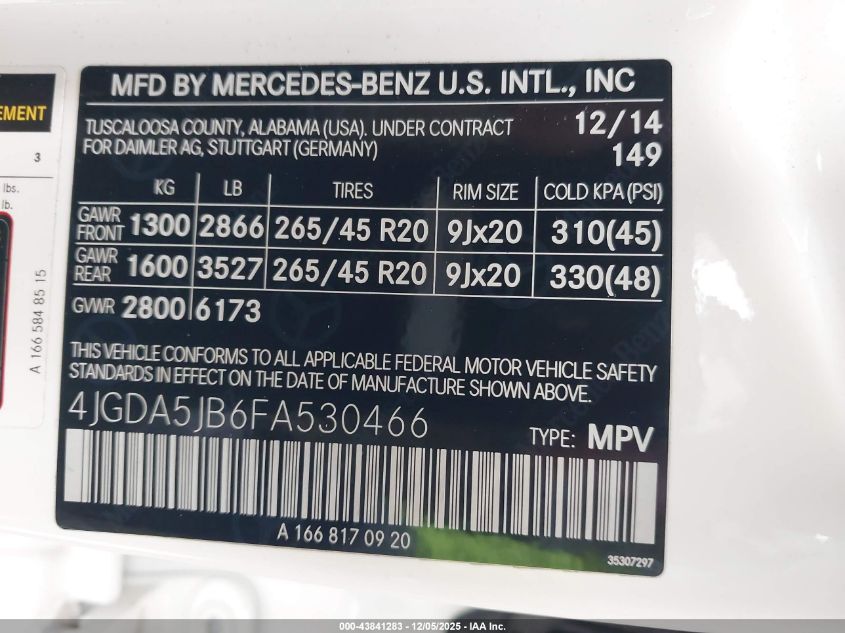 MFD BY MERCEDES-BENZ U.S. INTL., INC
TUSCALOOSA COUNTY, ALABAMA (USA). UNDER CONTRACT
FOR DAIMLER AG, STUTTGART (GERMANY)
12/14
149
KG LB TIRES RIM SIZE COLD KPA (PSI)
GAWR FRONT 1300 2866 265/45 R20 9Jx20 310(45)
GAWR REAR 1600 3527 265/45 R20 9Jx20 330(48)
GVWR 2800 6173
THIS VEHICLE CONFORMS TO ALL APPLICABLE FEDERAL MOTOR VEHICLE SAFETY
STANDARDS IN EFFECT ON THE DATE OF MANUFACTURE SHOWN ABOVE.
4JGDA5JB6FA530466
TYPE: MPV
A 166 817 09 20
35307297
EMENT
3
lbs.
lb.
A 166 584 85 15
000-43841283 - 12/05/2025 - IAA Inc.